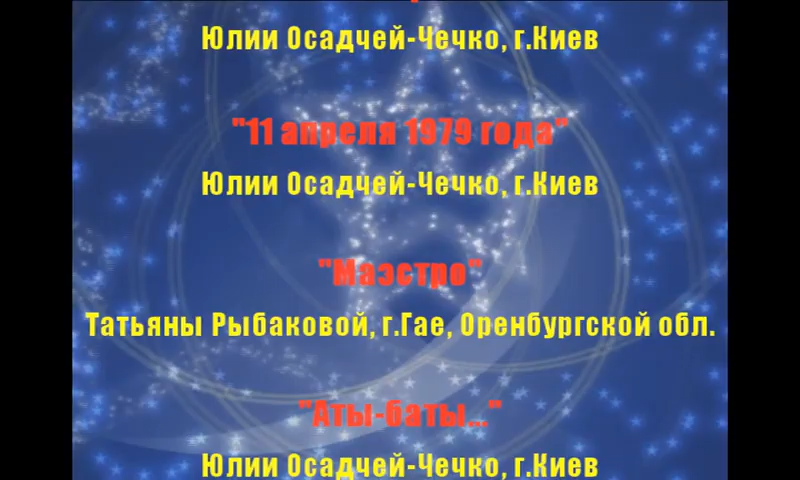 Юлии Осадчей-Чечко, г.Киев
"11 апреля 1979 года"
Юлии Осадчей-Чечко, г.Киев
"Маэстро"
Татьяны Рыбаковой, г.Гае, Оренбургской обл.
"Аты-баты..."
Юлии Осадчей-Чечко, г.Киев